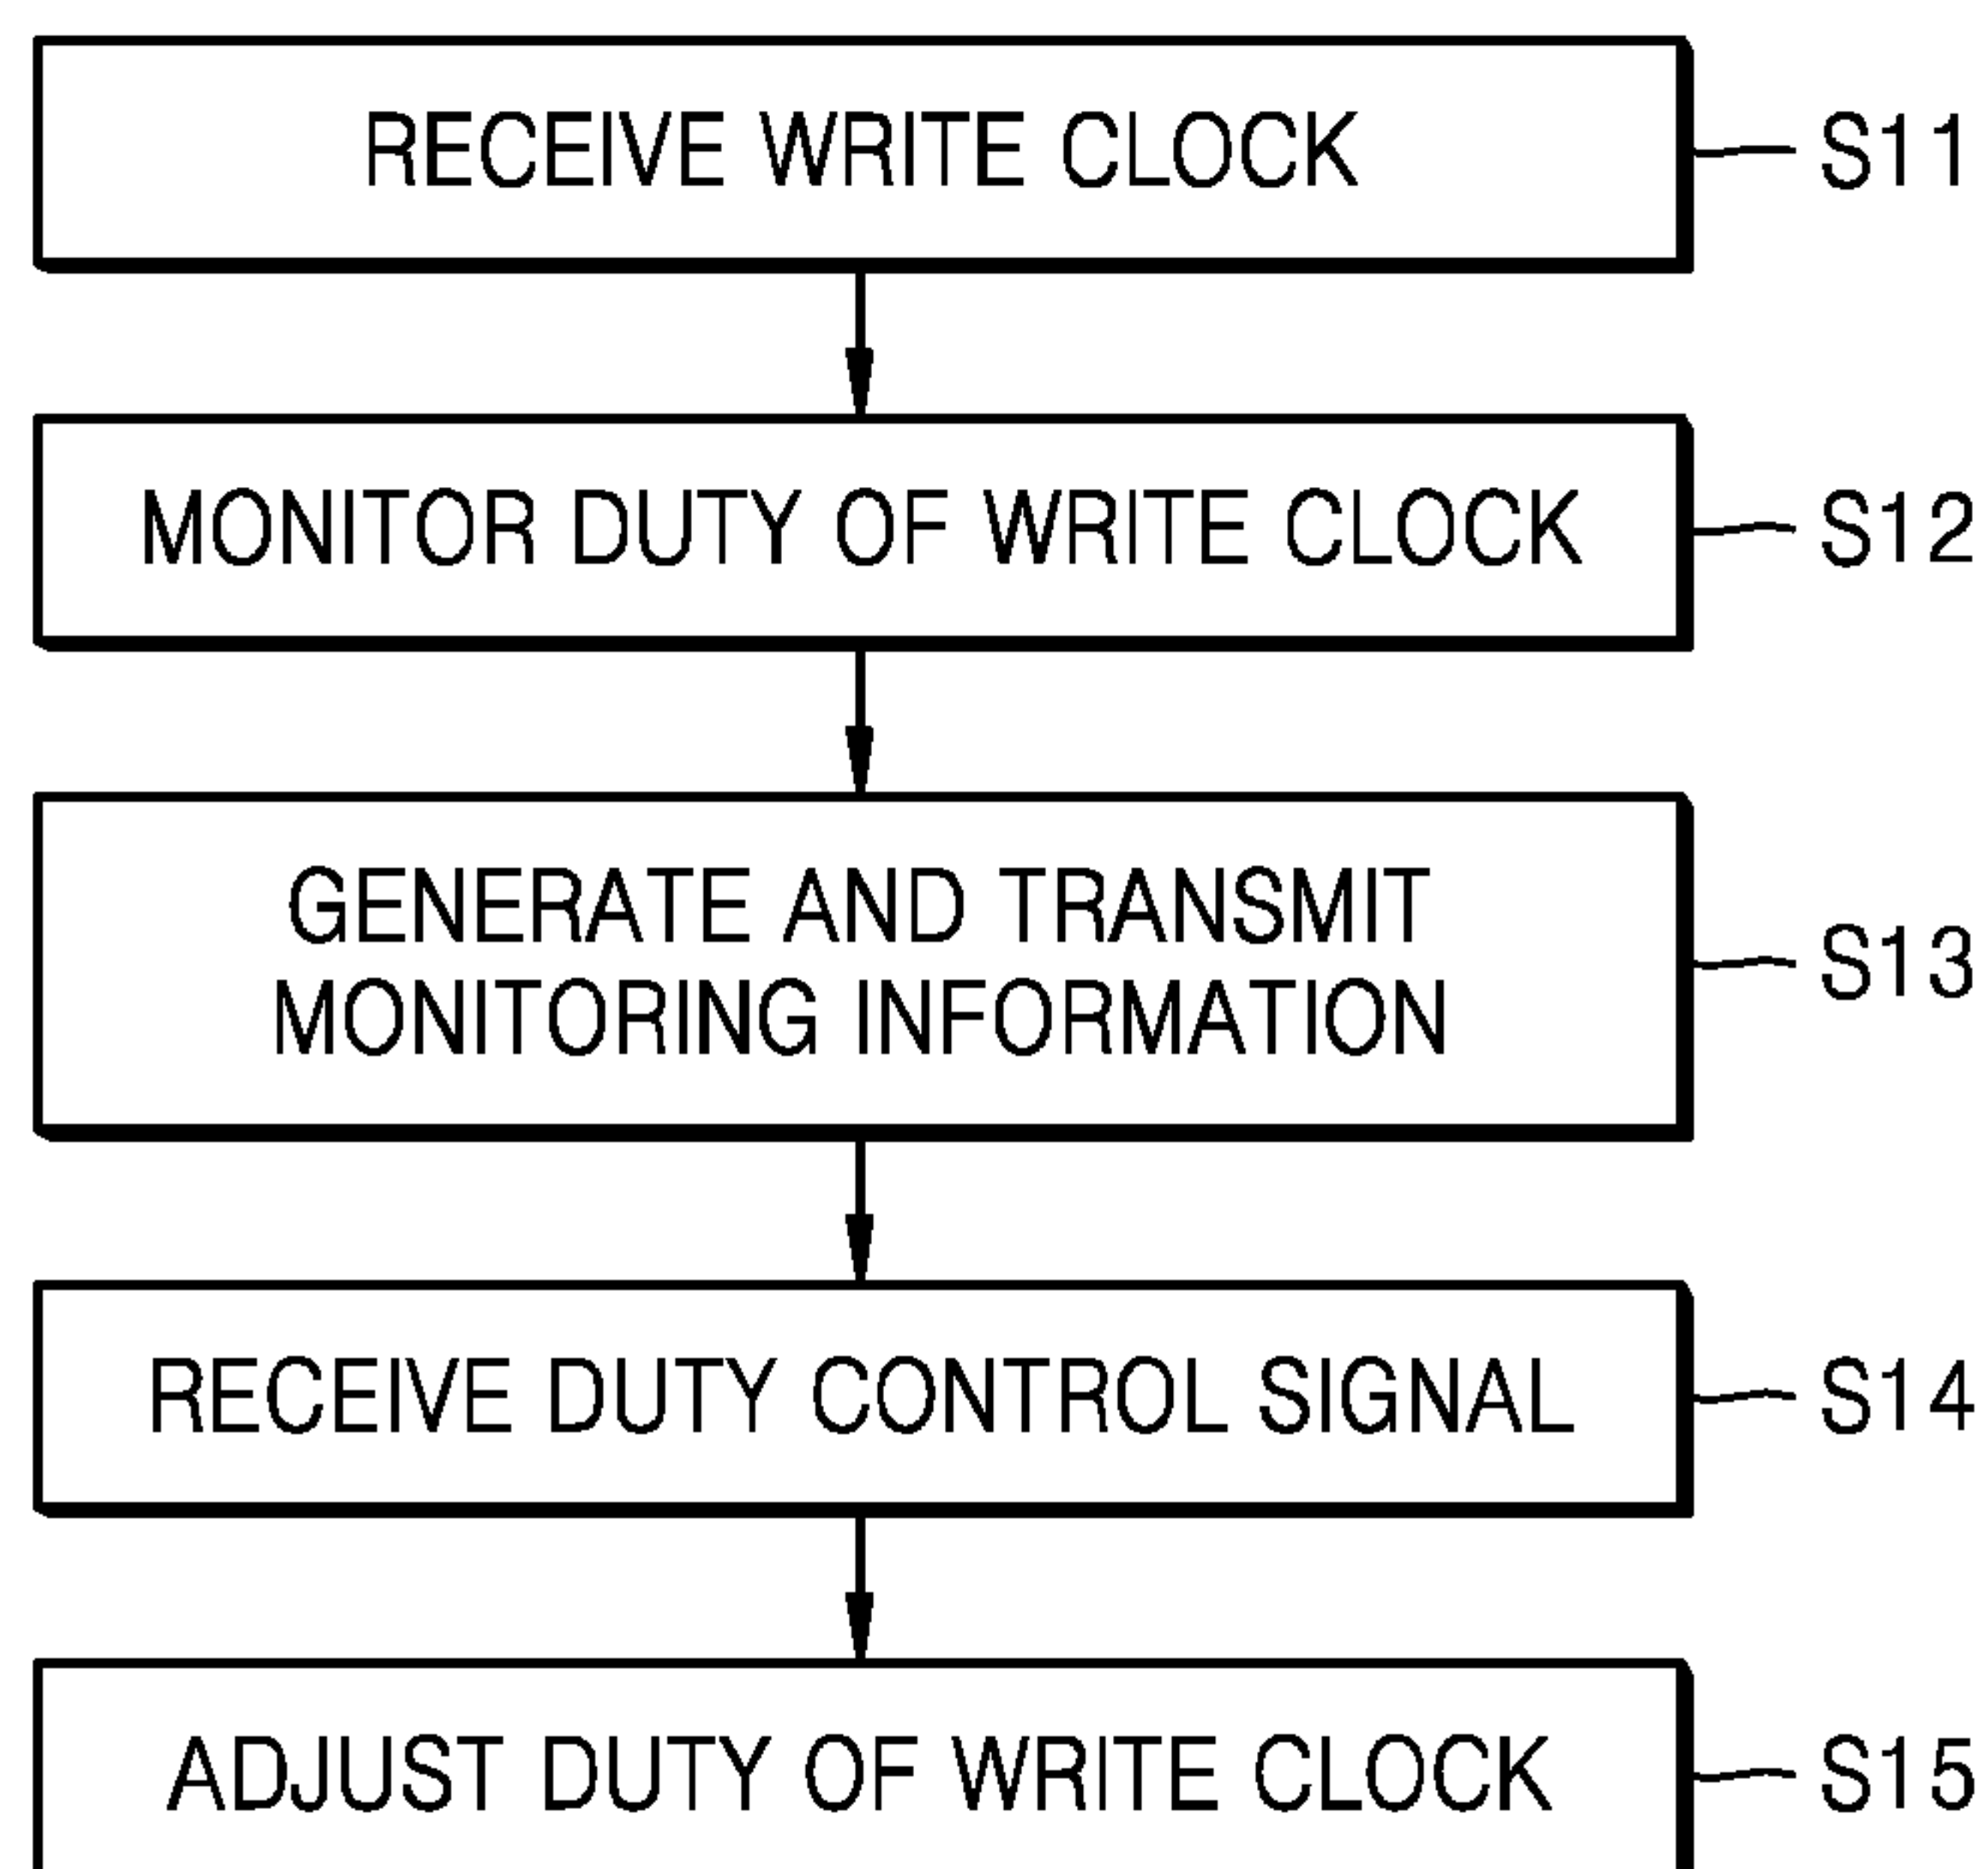 RECEIVE WRITE CLOCK
S11
MONITOR DUTY OF WRITE CLOCK
S12
GENERATE AND TRANSMIT
MONITORING INFORMATION
S13
RECEIVE DUTY CONTROL SIGNAL
S14
ADJUST DUTY OF WRITE CLOCK
S15